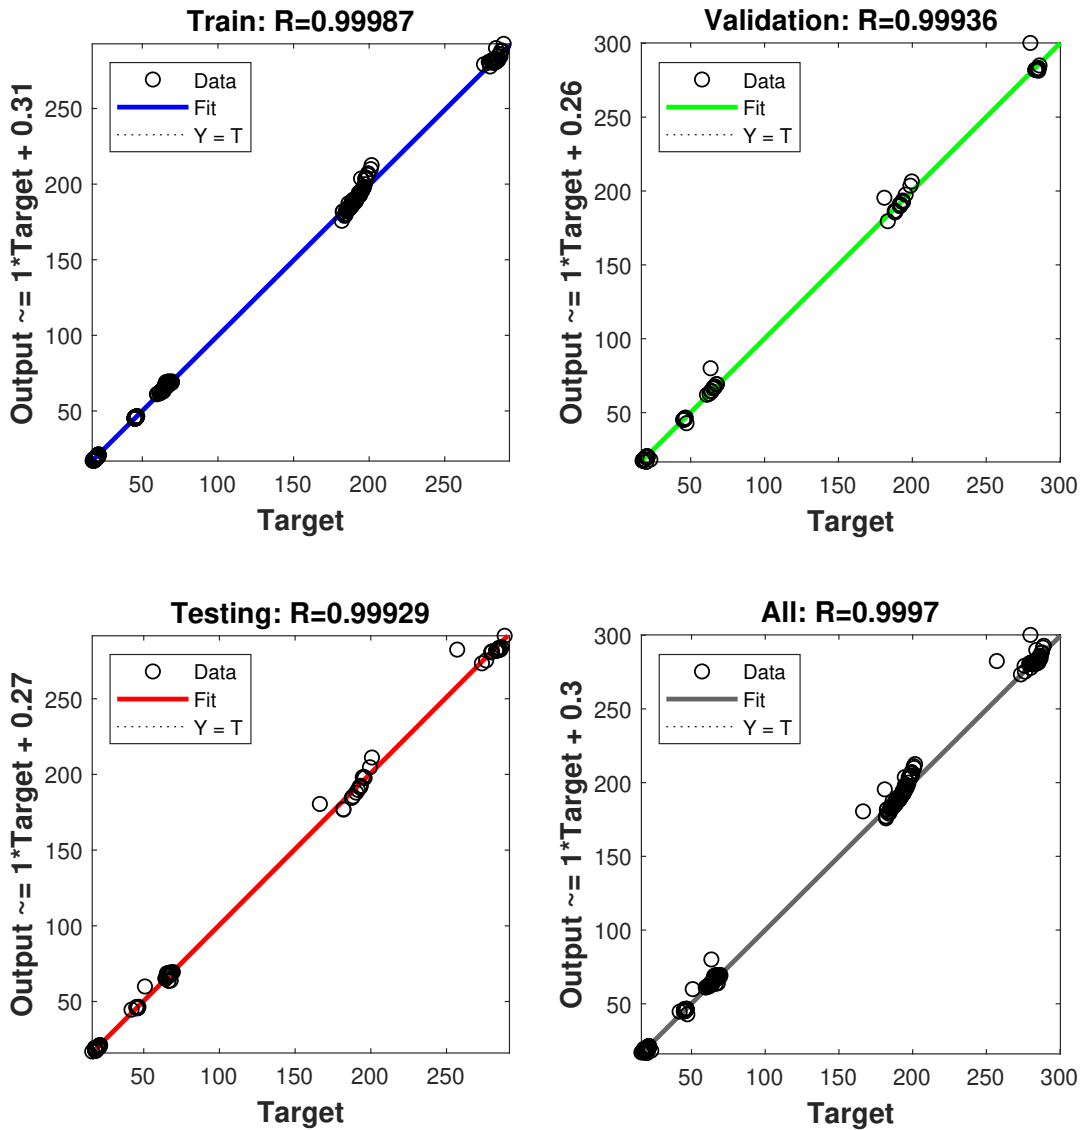 Train: R=0.99987
Output ~= 1*Target + 0.31
Data
Fit
Y = T
250
200
150
100
50
50 100 150 200 250
Target
Validation: R=0.99936
Output ~= 1*Target + 0.26
Data
Fit
Y = T
300
250
200
150
100
50
50 100 150 200 250 300
Target
Testing: R=0.99929
Output ~= 1*Target + 0.27
Data
Fit
Y = T
250
200
150
100
50
50 100 150 200 250
Target
All: R=0.9997
Output ~= 1*Target + 0.3
Data
Fit
Y = T
300
250
200
150
100
50
50 100 150 200 250 300
Target